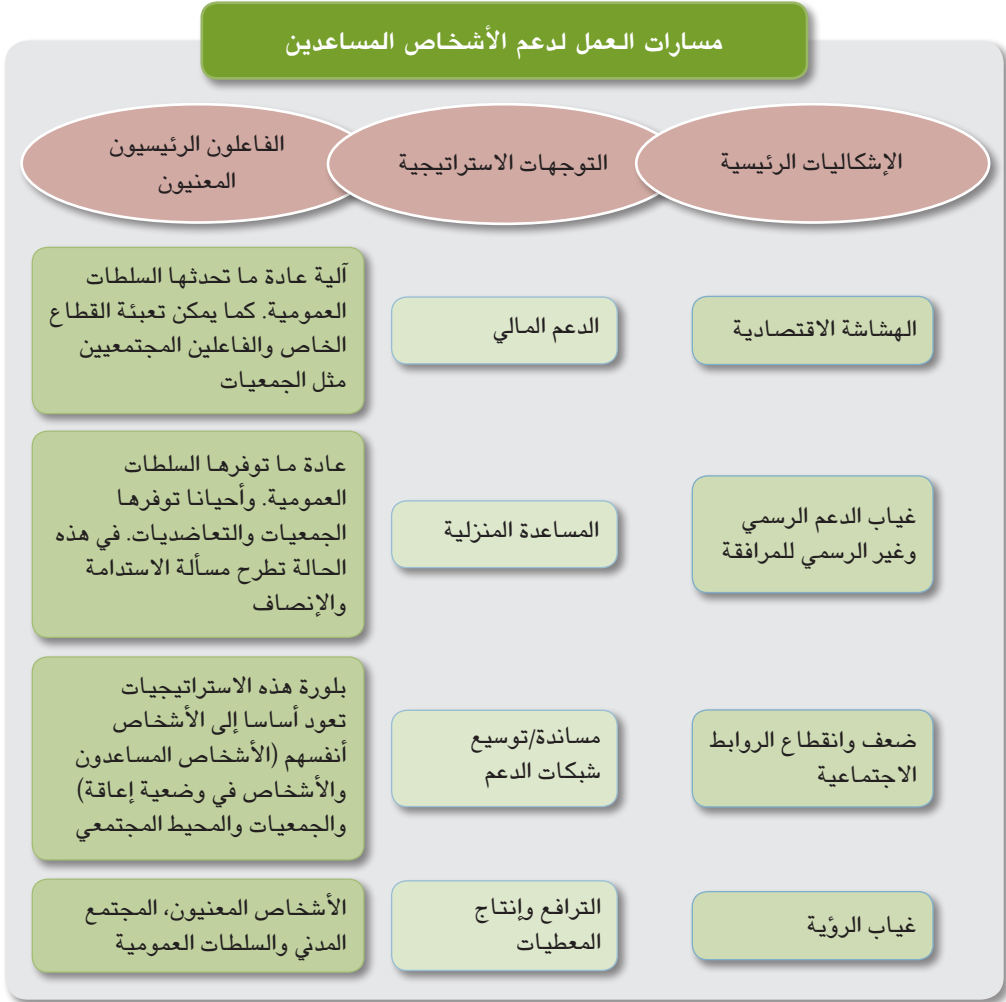 مسارات العمل لدعم الأشخاص المساعدين
الإشكاليات الرئيسية
التوجهات الاستراتيجية
الفاعلون الرئيسيون
المعنيون
الهشاشة الاقتصادية
الدعم المالي
آلية عادة ما تحدثها السلطات
العمومية. كما يمكن تعبئة القطاع
الخاص والفاعلين المجتمعيين
مثل الجمعيات
غياب الدعم الرسمي
وغير الرسمي للمرافقة
المساعدة المنزلية
عادة ما توفرها السلطات
العمومية. وأحيانا توفرها
الجمعيات والتعاضديات. في هذه
الحالة تطرح مسألة الاستدامة
والإنصاف
ضعف وانقطاع الروابط
الاجتماعية
مساندة/توسيع
شبكات الدعم
بلورة هذه الاستراتيجيات
تعود أساسا إلى الأشخاص
أنفسهم (الأشخاص المساعدون
والأشخاص في وضعية إعاقة)
والجمعيات والمحيط المجتمعي
غياب الرؤية
الترافع وإنتاج
المعطيات
الأشخاص المعنيون، المجتمع
المدني والسلطات العمومية